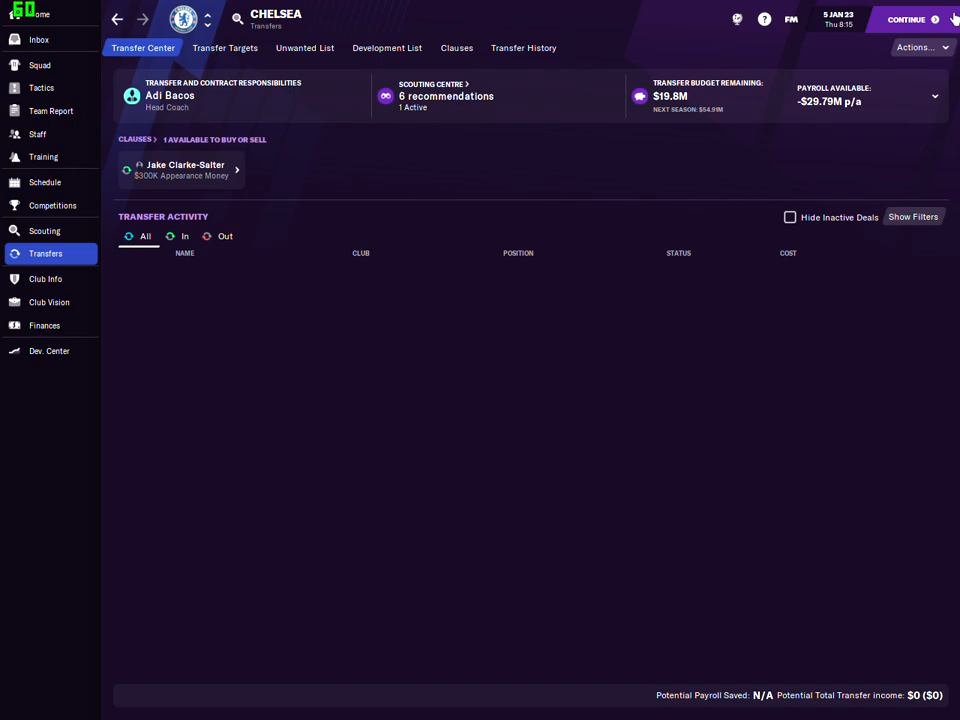 60
ome
CHELSEA
Transfers
?
FM
5 JAN 23
Thu 8:15
CONTINUE
Inbox
Transfer Center
Transfer Targets
Unwanted List
Development List
Clauses
Transfer History
Actions...
Squad
Tactics
Team Report
Staff
Training
Schedule
Competitions
Scouting
Transfers
Club Info
Club Vision
Finances
Dev. Center
TRANSFER AND CONTRACT RESPONSIBILITIES
Adi Bacos
Head Coach
SCOUTING CENTRE >
6 recommendations
1 Active
TRANSFER BUDGET REMAINING:
$19.8M
NEXT SEASON: $54.91M
PAYROLL AVAILABLE:
-$29.79M p/a
CLAUSES > 1 AVAILABLE TO BUY OR SELL
Jake Clarke-Salter
$300K Appearance Money
TRANSFER ACTIVITY
Hide Inactive Deals
Show Filters
All In Out
NAME CLUB POSITION STATUS COST
Potential Payroll Saved: N/A Potential Total Transfer income: $0 ($0)